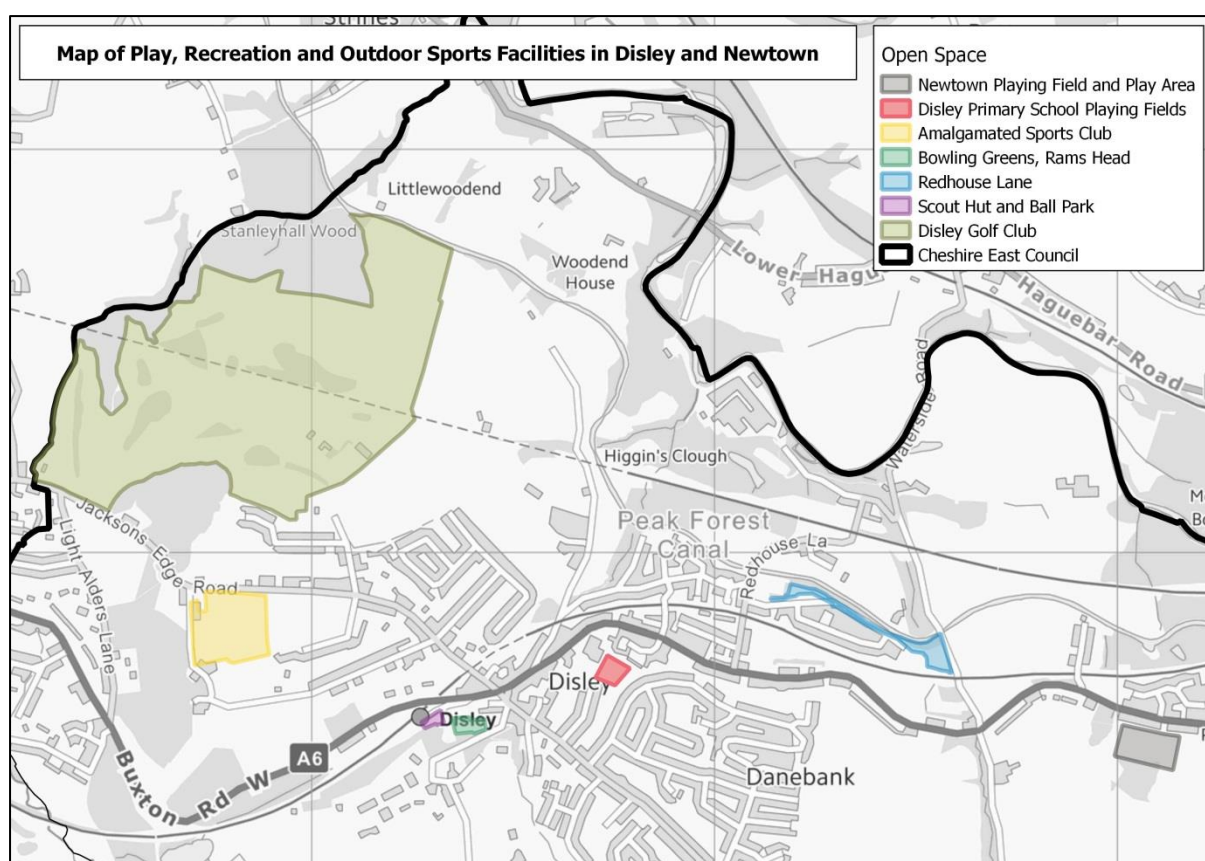 Strines
Map of Play, Recreation and Outdoor Sports Facilities in Disley and Newtown
Open Space
Newtown Playing Field and Play Area
Disley Primary School Playing Fields
Amalgamated Sports Club
Bowling Greens, Rams Head
Redhouse Lane
Scout Hut and Ball Park
Disley Golf Club
Cheshire East Council
Littlewoodend
Stanleyhall Wood
Woodend
House
Lower Hagu
Haguebar Road
Waterside Road
Higgin's Clough
Peak Forest
Canal
Redhouse La
Jacksons Edge Road
Light Alders Lane
Disley
Disley
Danebank
A6
Buxton Rd W